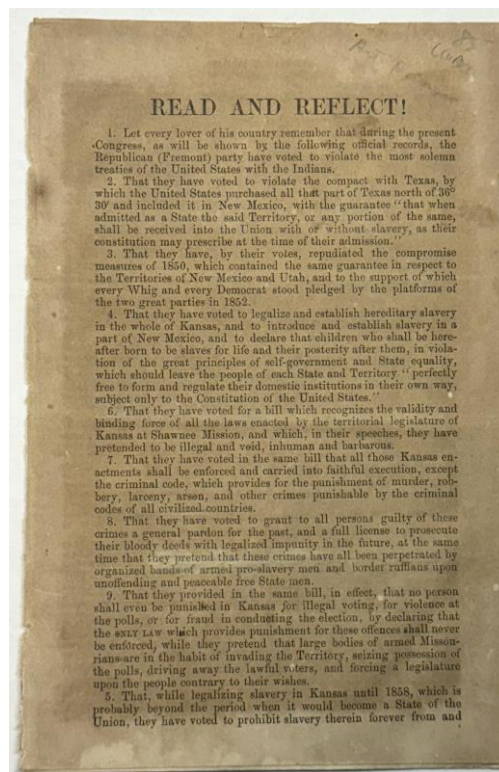 READ AND REFLECT!
1. Let every lover of his country remember that during the present
Congress, as will be shown by the following official records, the
Republican (Fremont) party have voted to violate the most solemn
treaties of the United States with the Indians.
2. That they have voted to violate the compact with Texas, by
which the United States purchased all that part of Texas north of 36°
30' and included it in New Mexico, with the guarantee "that when
admitted as a State the said Territory, or any portion of the same,
shall be received into the Union with or without slavery, as their
constitution may prescribe at the time of their admission."
3. That they have, by their votes, repudiated the compromise
measures of 1850, which contained the same guarantee in respect to
the Territories of New Mexico and Utah, and to the support of which
every Whig and every Democrat stood pledged by the platforms of
the two great parties in 1852.
4. That they have voted to legalize and establish hereditary slavery
in the whole of Kansas, and to introduce and establish slavery in a
part of New Mexico, and to declare that children who shall be here-
after born to be slaves for life and their posterity after them, in viola-
tion of the great principles of self-government and State equality,
which should leave the people of each State and Territory "perfectly
free to form and regulate their domestic institutions in their own way,
subject only to the Constitution of the United States."
6. That they have voted for a bill which recognizes the validity and
binding force of all the laws enacted by the territorial legislature of
Kansas at Shawnee Mission, and which, in their speeches, they have
pretended to be illegal and void, inhuman and barbarous.
7. That they have voted in the same bill that all those Kansas en-
actments shall be enforced and carried into faithful execution, except
the criminal code, which provides for the punishment of murder, rob-
bery, larceny, arson, and other crimes punishable by the criminal
codes of all civilized countries.
8. That they have voted to grant to all persons guilty of these
crimes a general pardon for the past, and a full license to prosecute
their bloody deeds with legalized impunity in the future, at the same
time that they pretend that these crimes have all been perpetrated by
organized bands of armed pro-slavery men and border ruffians upon
unoffending and peaceable free State men.
9. That they provided in the same bill, in effect, that no person
shall even be punished in Kansas for illegal voting, for violence at
the polls, or for fraud in conducting the election, by declaring that
the ONLY LAW which provides punishment for these offences shall never
be enforced, while they pretend that large bodies of armed Missou-
rians are in the habit of invading the Territory, seizing possession of
the polls, driving away the lawful voters, and forcing a legislature
upon the people contrary to their wishes.
5. That, while legalizing slavery in Kansas until 1858, which is
probably beyond the period when it would become a State of the
Union, they have voted to prohibit slavery therein forever from and